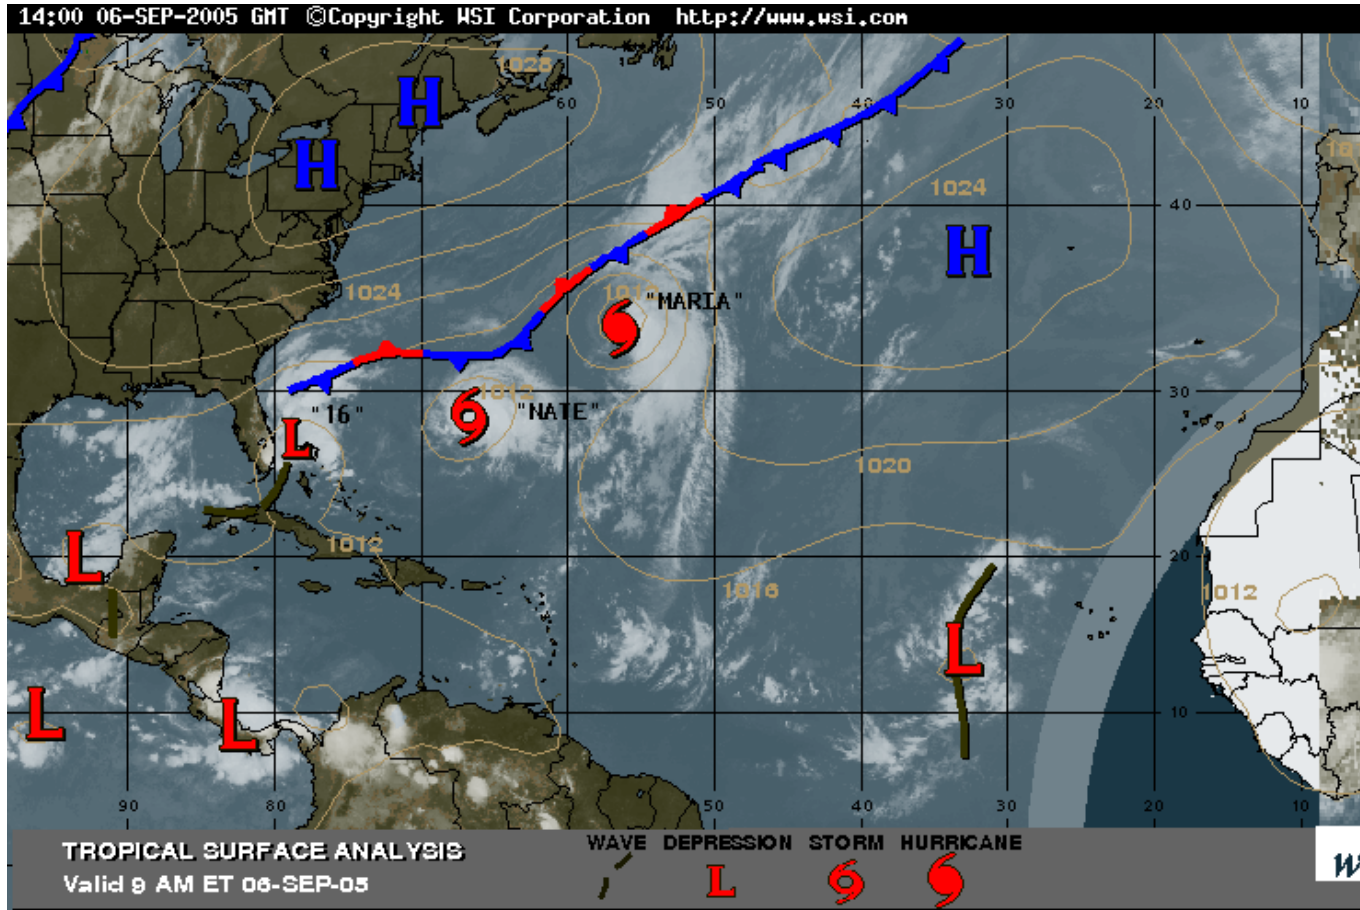 14:00 06-SEP-2005 GMT ©Copyright WSI Corporation http://www.wsi.com
1028
H
60 50 40 30 20 10
H
1024
40
H
1024
"MARIA"
30
1012
"16" "NATE"
L
1020
1012
L
20
1016
1012
L
L
L
10
90 80 50 40 30 20 10
WAVE DEPRESSION STORM HURRICANE
TROPICAL SURFACE ANALYSIS
Valid 9 AM ET 06-SEP-05
L